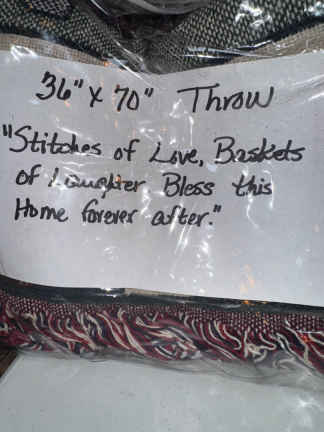 36" x 70" Throw
"Stitches of Love, Baskets
of Laughter Bless this
Home forever after."